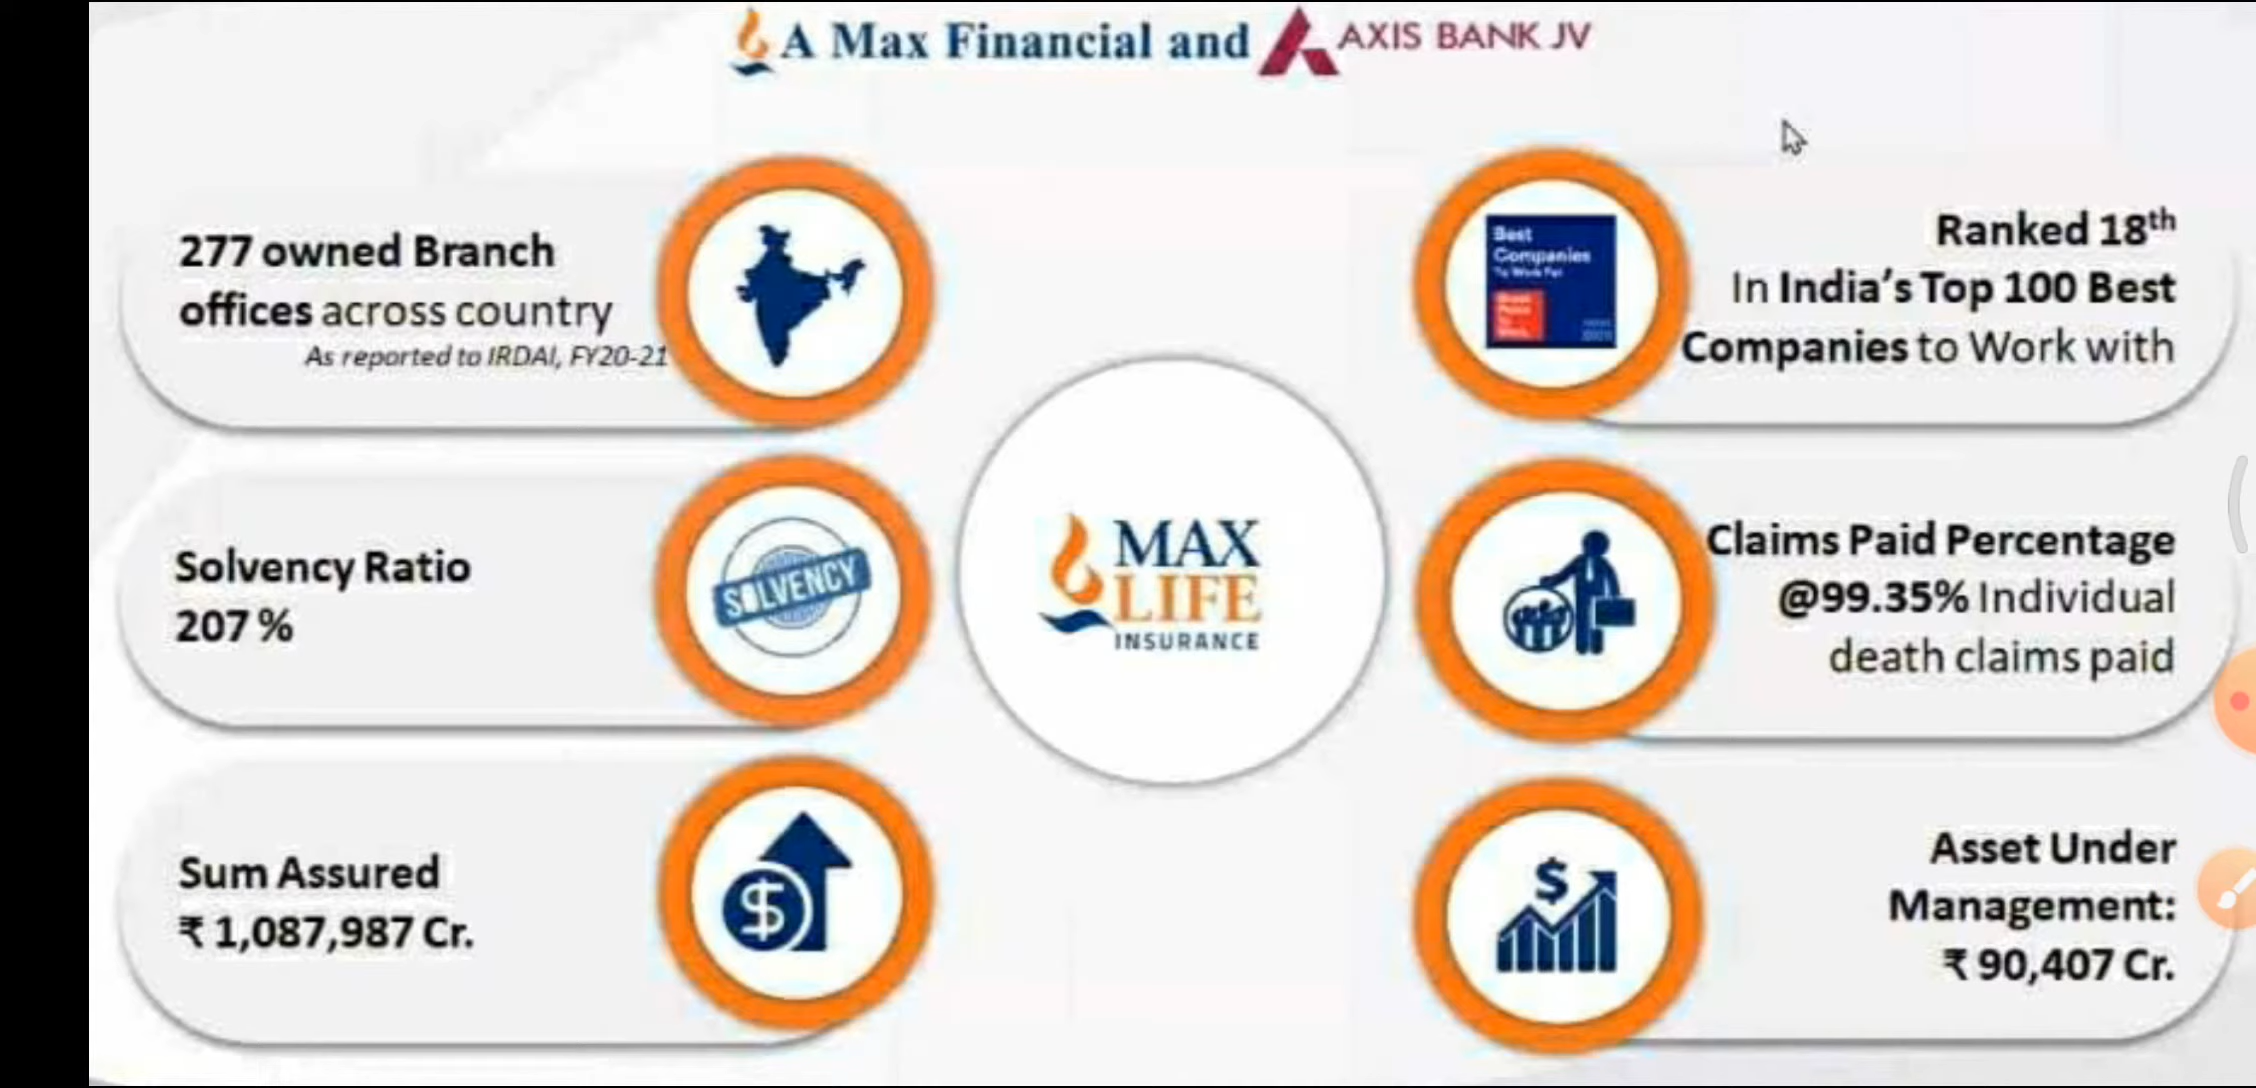 A Max Financial and AXIS BANK JV
277 owned Branch
offices across country
As reported to IRDAI, FY20-21
Solvency Ratio
207 %
SOLVENCY
Sum Assured
₹ 1,087,987 Cr.
MAX
LIFE
INSURANCE
Best
Companies
To Work For
Ranked 18th
In India's Top 100 Best
Companies to Work with
Claims Paid Percentage
@99.35% Individual
death claims paid
Asset Under
Management:
₹ 90,407 Cr.